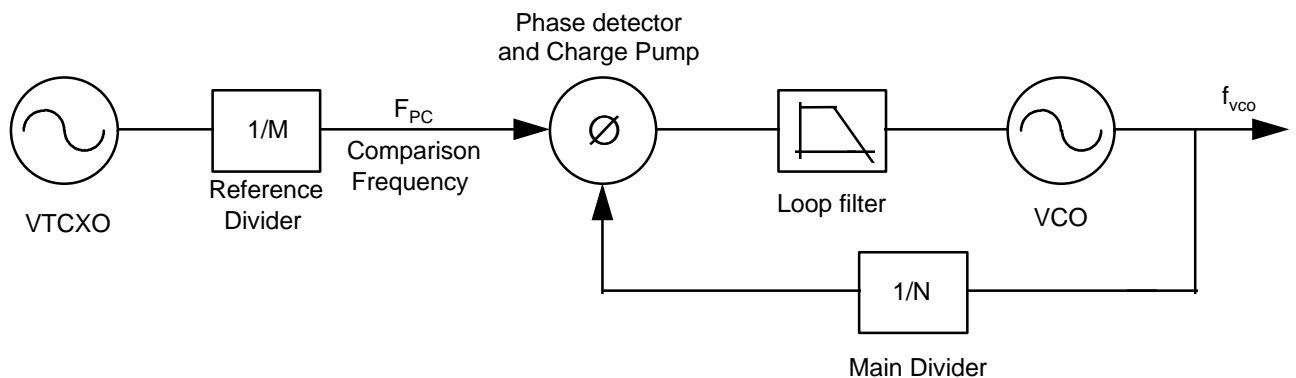 Phase detector
and Charge Pump
VTCXO
1/M
Reference
Divider
F_PC
Comparison
Frequency
Ø
Loop filter
VCO
f_vco
1/N
Main Divider